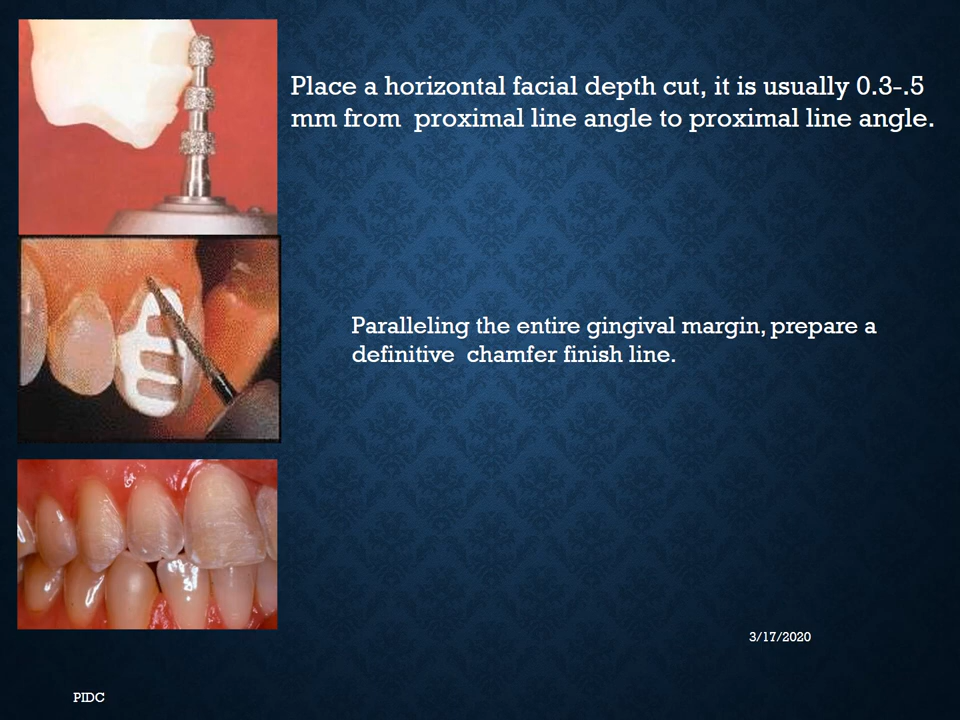 Place a horizontal facial depth cut, it is usually 0.3-.5
mm from  proximal line angle to proximal line angle.
Paralleling the entire gingival margin, prepare a
definitive  chamfer finish line.
3/17/2020
PIDC